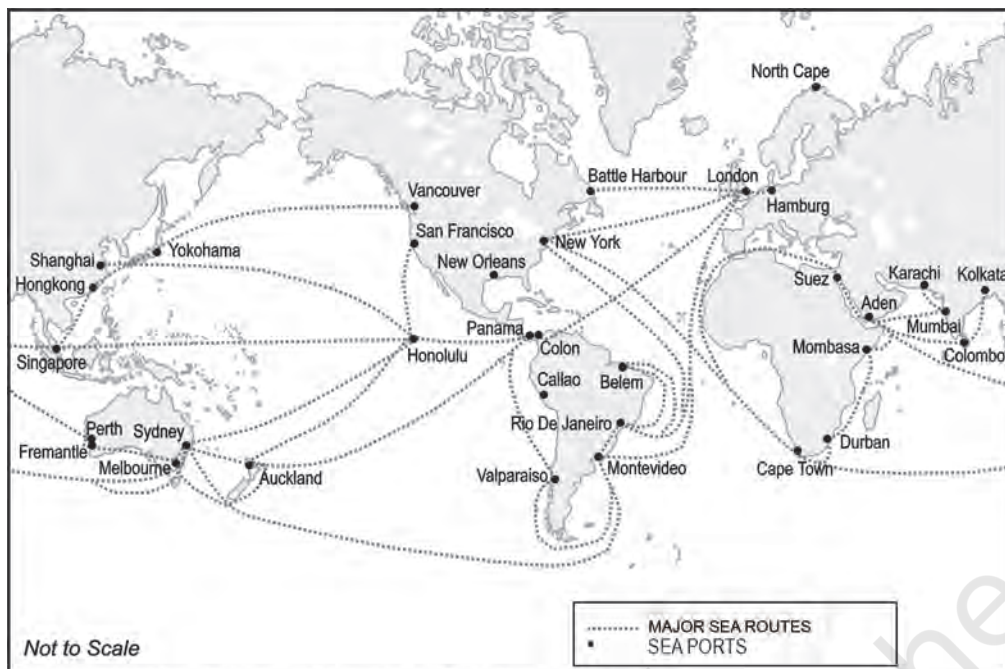 North Cape
Battle Harbour
London
Hamburg
Vancouver
San Francisco
New York
New Orleans
Yokohama
Shanghai
Hongkong
Singapore
Suez
Karachi
Kolkata
Aden
Mumbai
Colombo
Mombasa
Panama
Colon
Honolulu
Callao
Belem
Rio De Janeiro
Perth
Fremantle
Sydney
Melbourne
Auckland
Valparaiso
Montevideo
Durban
Cape Town
MAJOR SEA ROUTES
SEA PORTS
Not to Scale
he